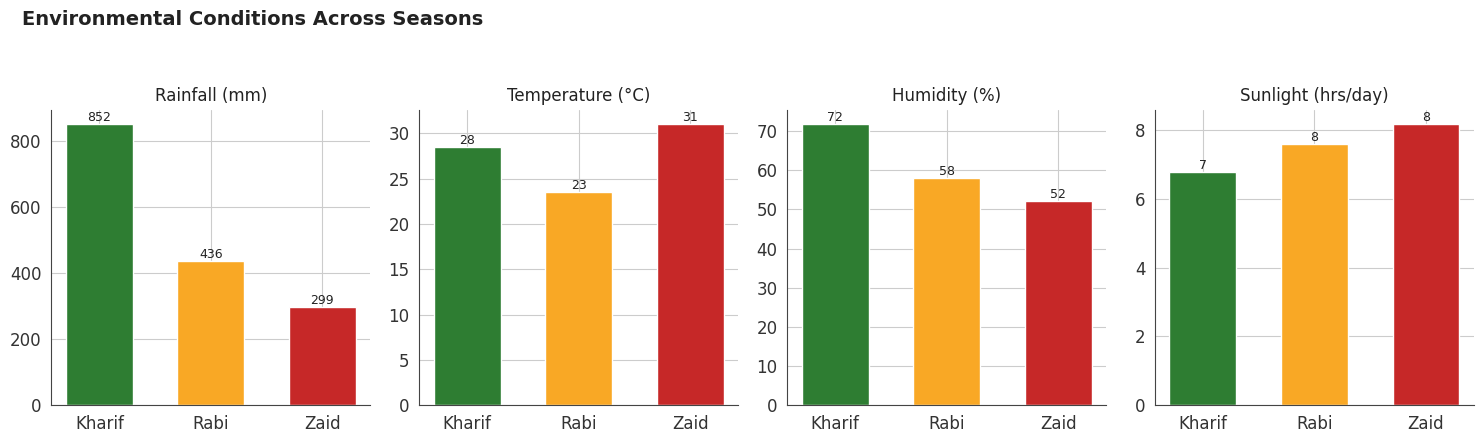 Environmental Conditions Across Seasons
Rainfall (mm)
800
600
400
200
0
852
436
299
Kharif
Rabi
Zaid
Temperature (°C)
30
25
20
15
10
5
0
28
23
31
Kharif
Rabi
Zaid
Humidity (%)
70
60
50
40
30
20
10
0
72
58
52
Kharif
Rabi
Zaid
Sunlight (hrs/day)
8
6
4
2
0
7
8
8
Kharif
Rabi
Zaid